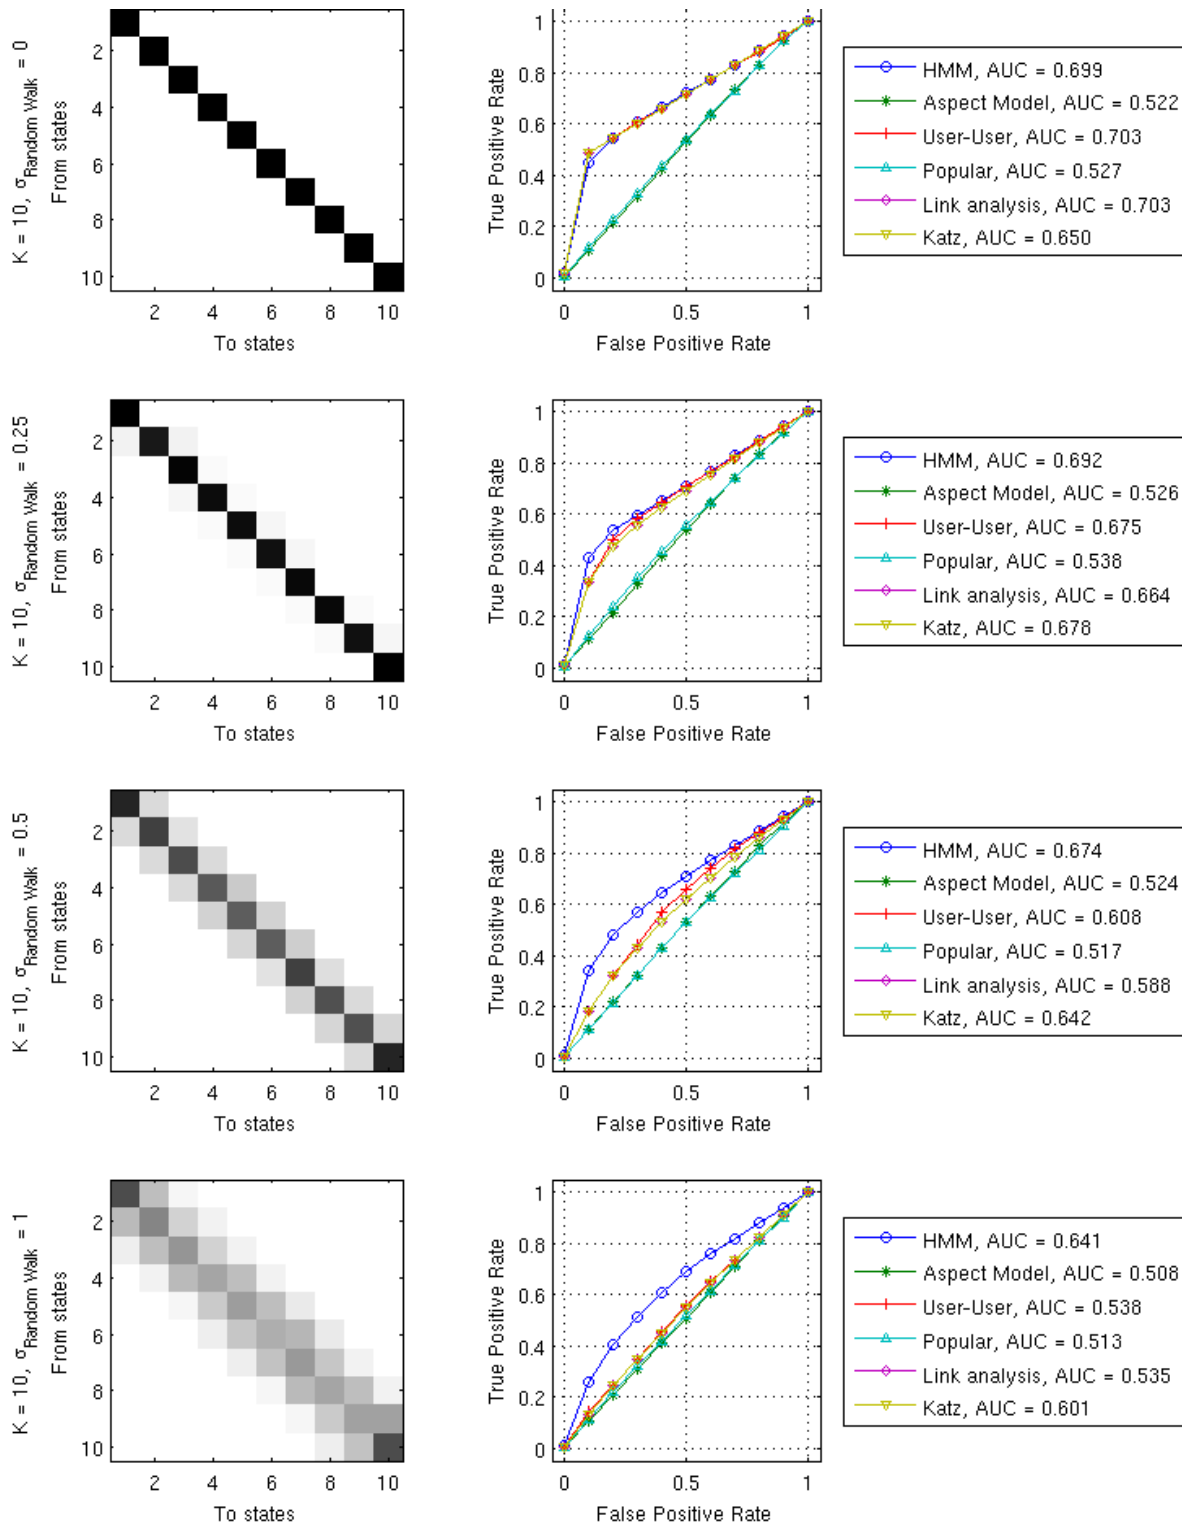 K = 10, σRandom Walk = 0
From states
2
4
6
8
10
2 4 6 8 10
To states
True Positive Rate
1
0.8
0.6
0.4
0.2
0
0 0.5 1
False Positive Rate
HMM, AUC = 0.699
Aspect Model, AUC = 0.522
User-User, AUC = 0.703
Popular, AUC = 0.527
Link analysis, AUC = 0.703
Katz, AUC = 0.650
K = 10, σRandom Walk = 0.25
From states
2
4
6
8
10
2 4 6 8 10
To states
True Positive Rate
1
0.8
0.6
0.4
0.2
0
0 0.5 1
False Positive Rate
HMM, AUC = 0.692
Aspect Model, AUC = 0.526
User-User, AUC = 0.675
Popular, AUC = 0.538
Link analysis, AUC = 0.664
Katz, AUC = 0.678
K = 10, σRandom Walk = 0.5
From states
2
4
6
8
10
2 4 6 8 10
To states
True Positive Rate
1
0.8
0.6
0.4
0.2
0
0 0.5 1
False Positive Rate
HMM, AUC = 0.674
Aspect Model, AUC = 0.524
User-User, AUC = 0.608
Popular, AUC = 0.517
Link analysis, AUC = 0.588
Katz, AUC = 0.642
K = 10, σRandom Walk = 1
From states
2
4
6
8
10
2 4 6 8 10
To states
True Positive Rate
1
0.8
0.6
0.4
0.2
0
0 0.5 1
False Positive Rate
HMM, AUC = 0.641
Aspect Model, AUC = 0.508
User-User, AUC = 0.538
Popular, AUC = 0.513
Link analysis, AUC = 0.535
Katz, AUC = 0.601